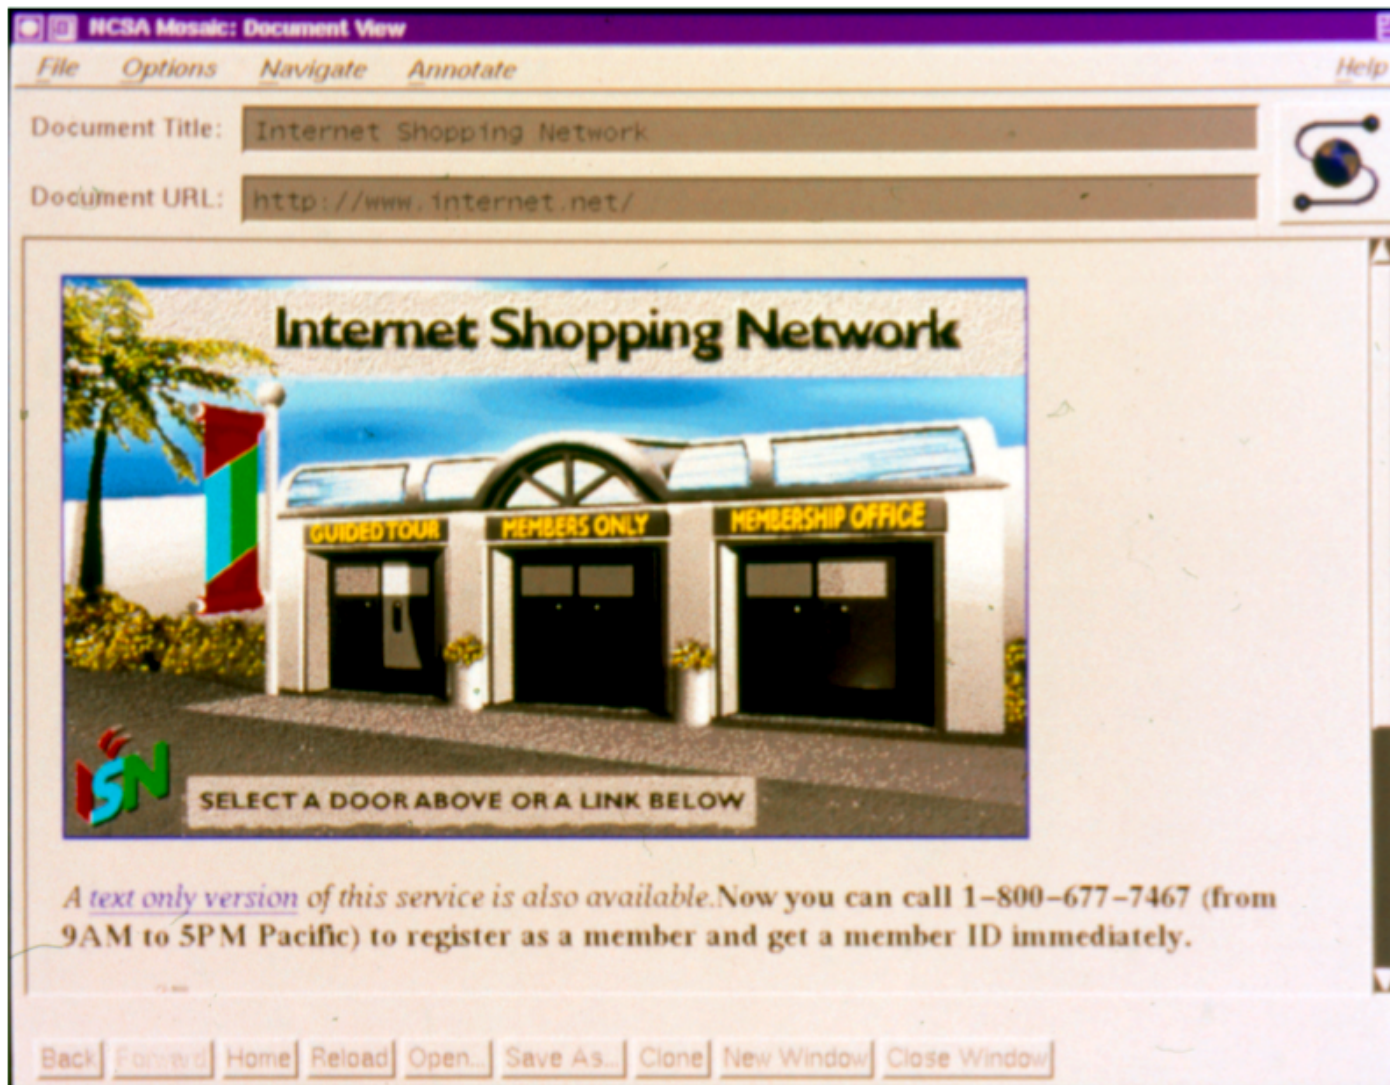 NCSA Mosaic: Document View
File Options Navigate Annotate Help
Document Title: Internet Shopping Network
Document URL: http://www.internet.net/
Internet Shopping Network
GUIDED TOUR MEMBERS ONLY MEMBERSHIP OFFICE
ISN
SELECT A DOOR ABOVE OR A LINK BELOW
A text only version of this service is also available.Now you can call 1-800-677-7467 (from
9AM to 5PM Pacific) to register as a member and get a member ID immediately.
Back Forward Home Reload Open... Save As... Clone New Window Close Window